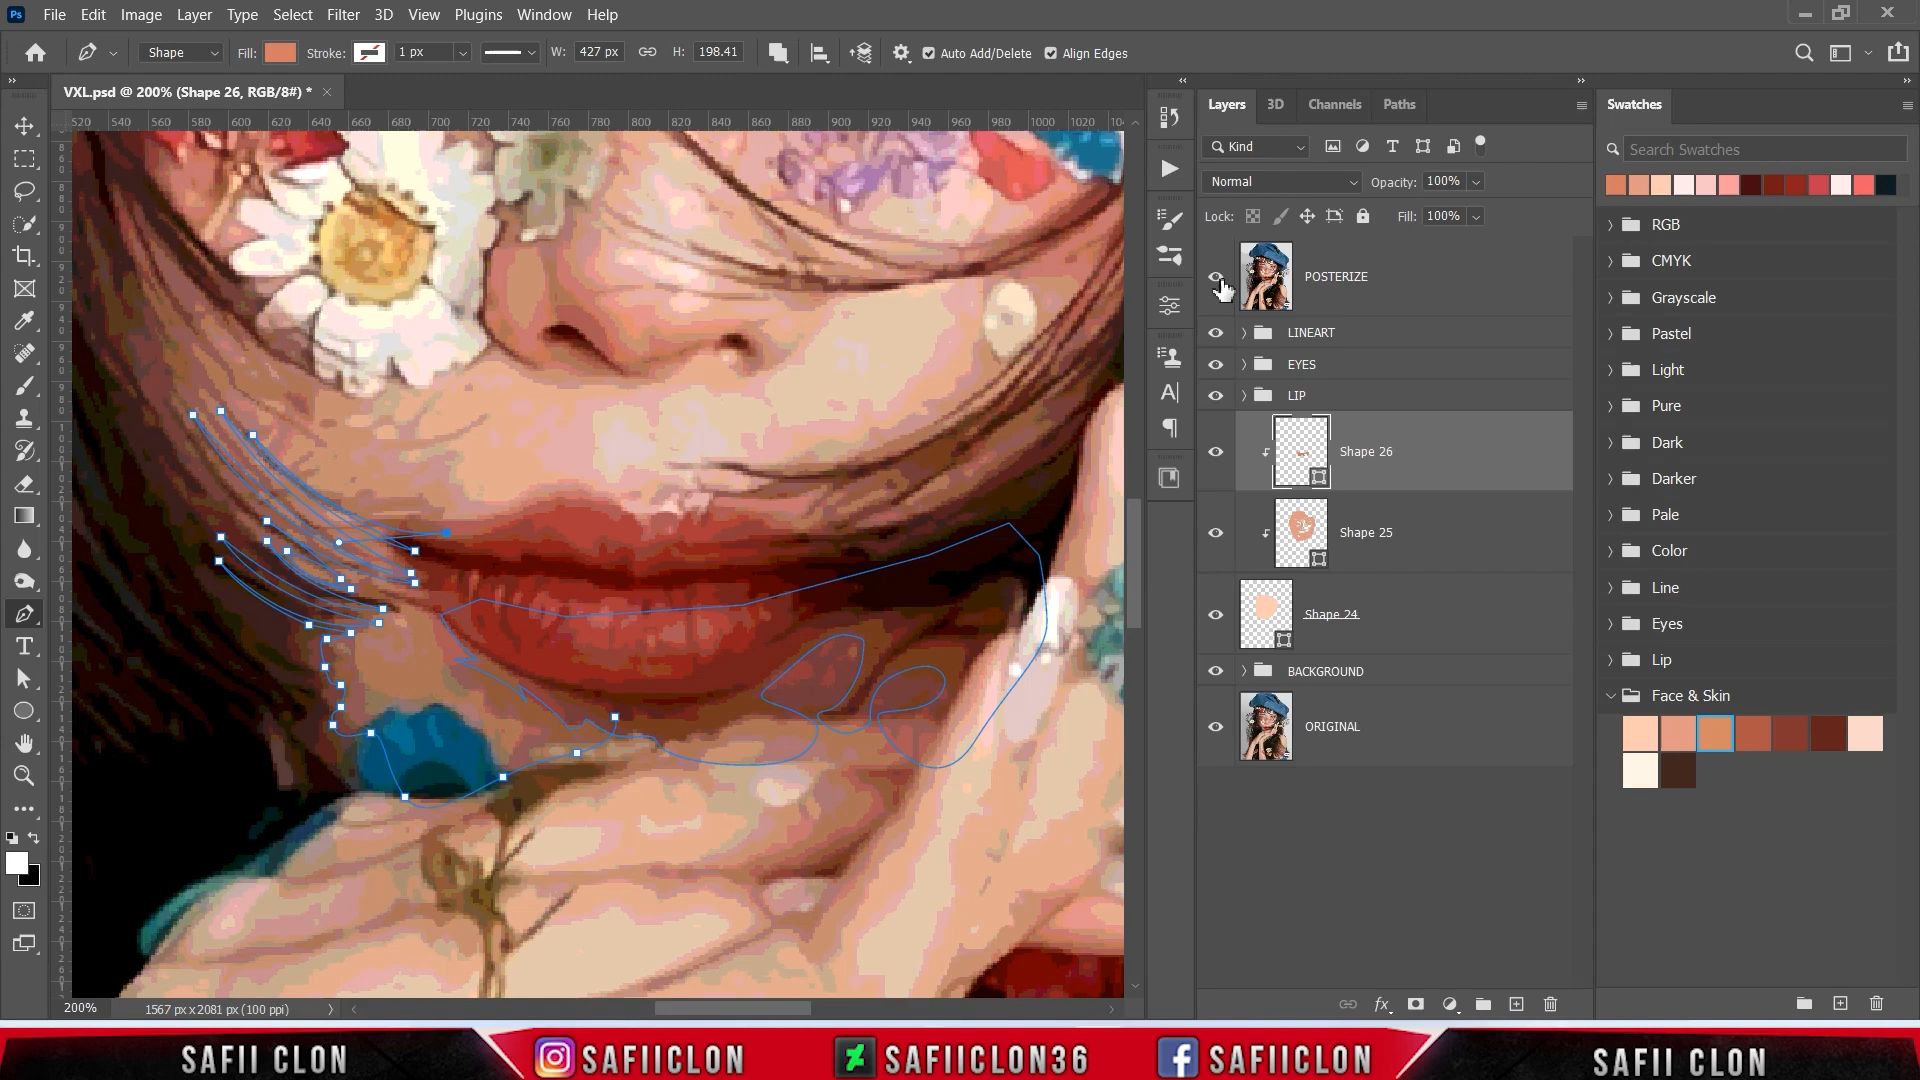 Ps File Edit Image Layer Type Select Filter 3D View Plugins Window Help
Shape Fill: Stroke: 1 px W: 427 px H: 198.41 Auto Add/Delete Align Edges
VXL.psd @ 200% (Shape 26, RGB/8#) *
520 540 560 580 600 620 640 660 680 700 720 740 760 780 800 820 840 860 880 900 920 940 960 980 1000 1020
Layers 3D Channels Paths
Kind
Normal Opacity: 100%
Lock: Fill: 100%
POSTERIZE
LINEART
EYES
LIP
Shape 26
Shape 25
Shape 24
BACKGROUND
ORIGINAL
Swatches
Search Swatches
RGB
CMYK
Grayscale
Pastel
Light
Pure
Dark
Darker
Pale
Color
Line
Eyes
Lip
Face & Skin
200% 1567 px x 2081 px (100 ppi)
SAFII CLON SAFIICLON SAFIICLON36 SAFIICLON SAFII CLON